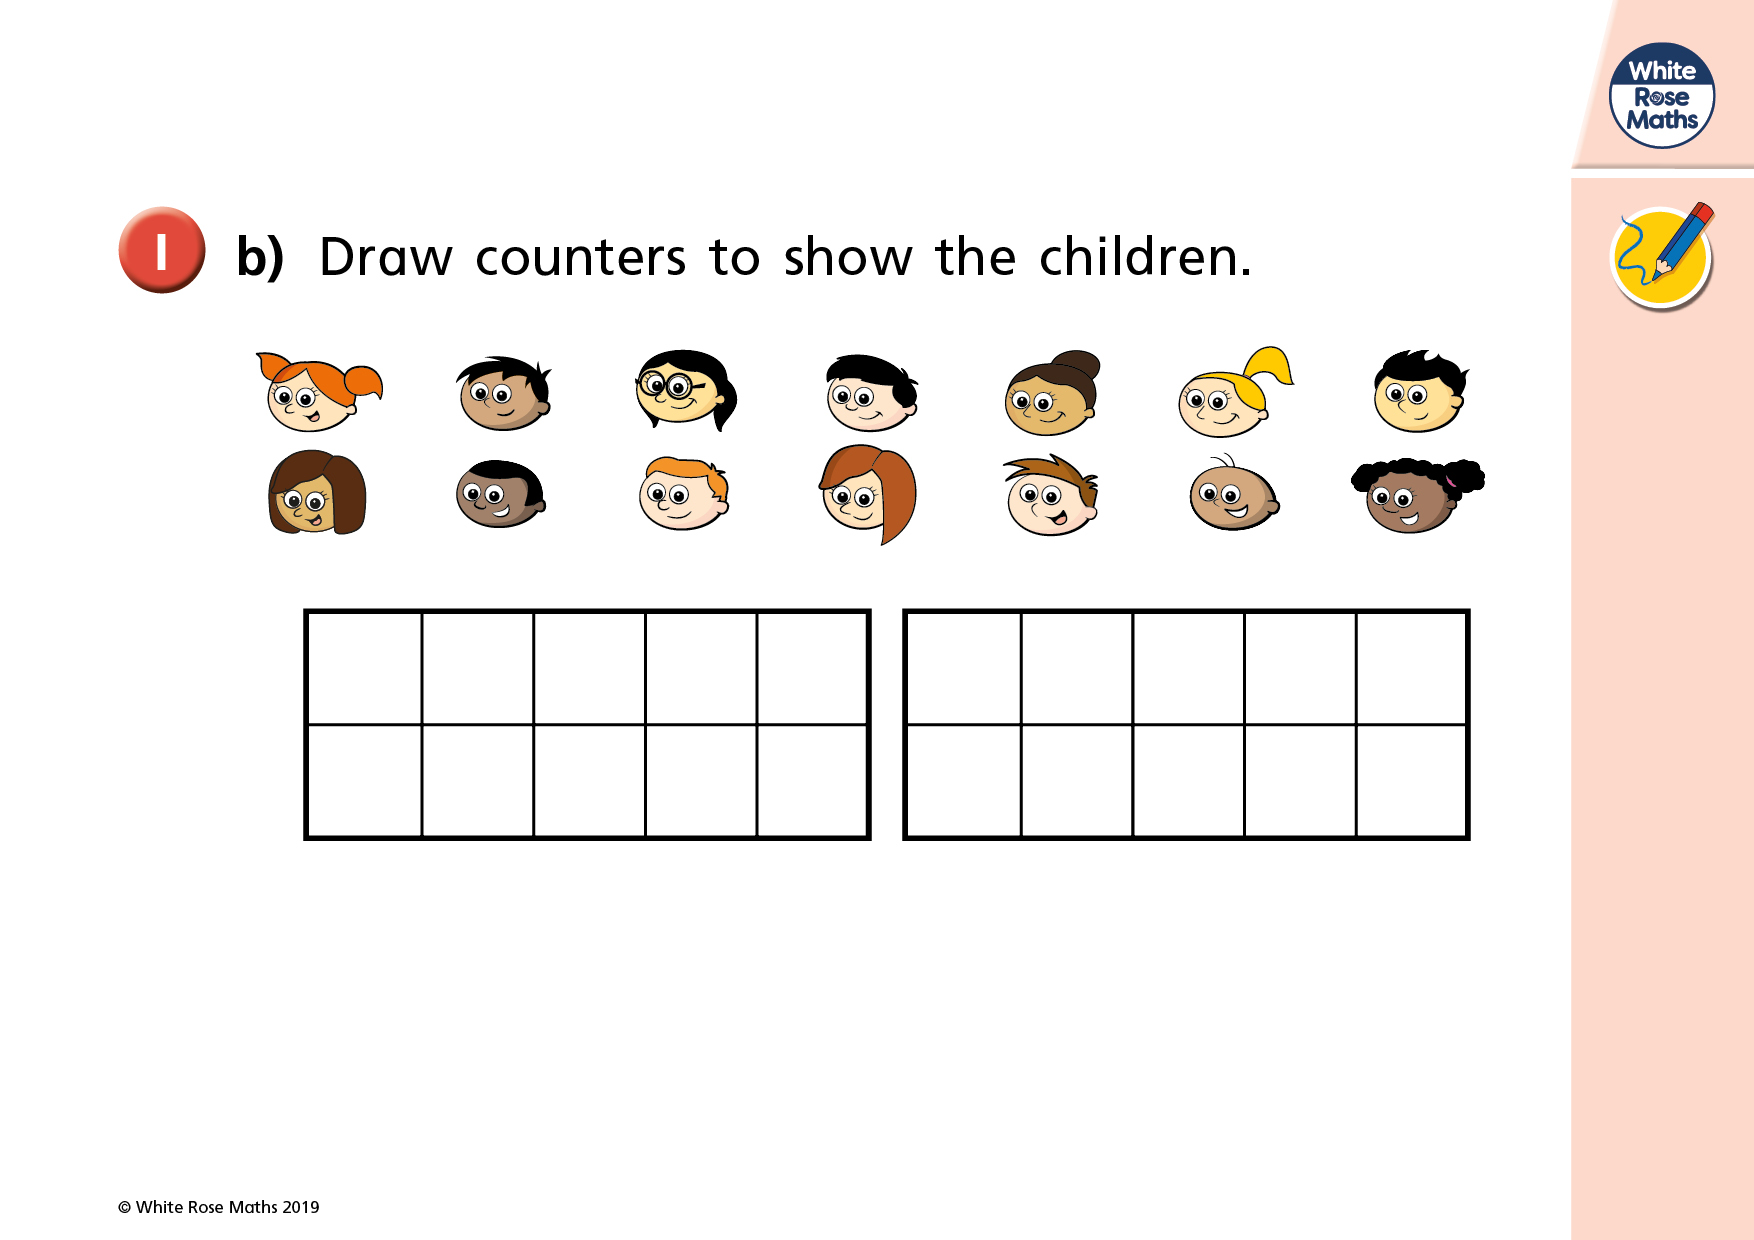 White
Rose
Maths
1 b) Draw counters to show the children.
© White Rose Maths 2019